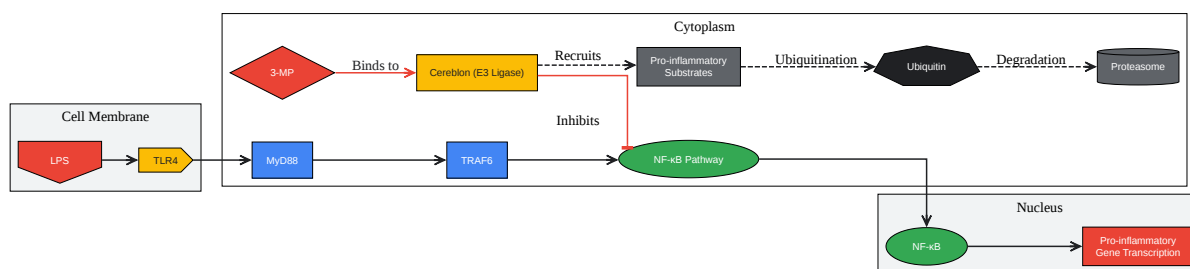 Cytoplasm
3-MP
Binds to
Cereblon (E3 Ligase)
Recruits
Pro-inflammatory
Substrates
Ubiquitination
Ubiquitin
Degradation
Proteasome
Cell Membrane
Inhibits
LPS
TLR4
MyD88
TRAF6
NF-κB Pathway
Nucleus
NF-κB
Pro-inflammatory
Gene Transcription